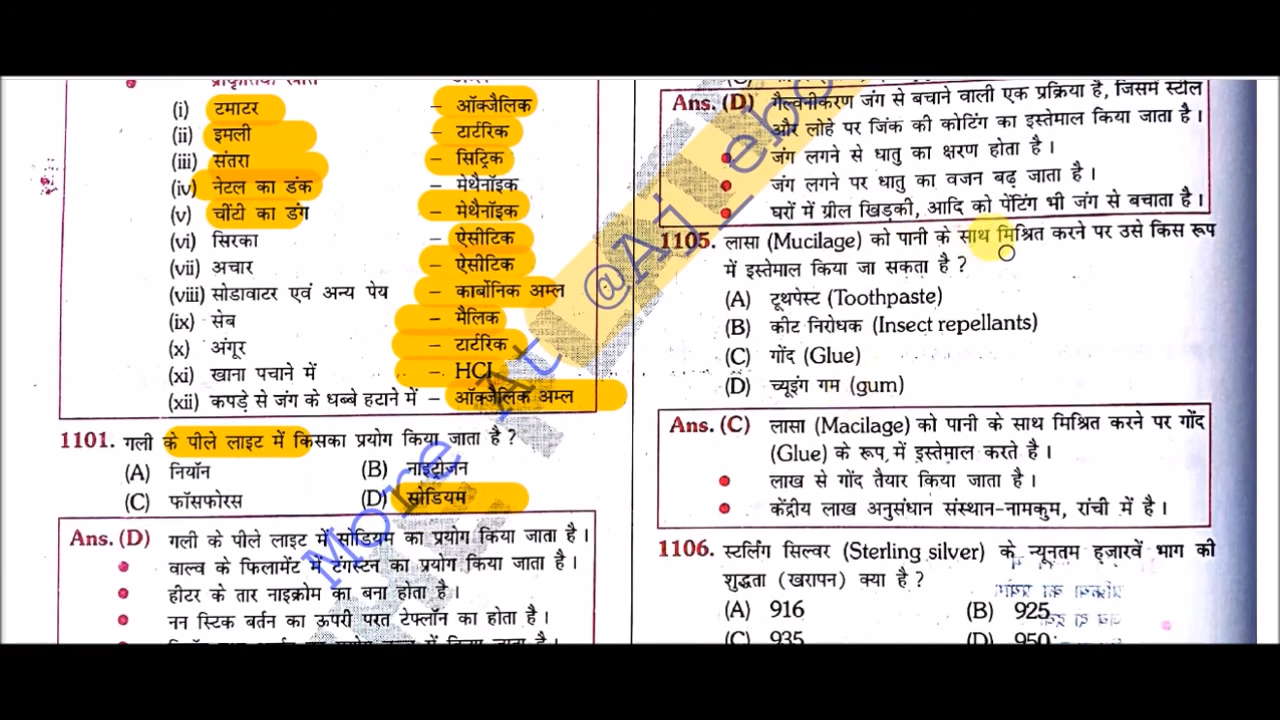 प्राकृतिक स्रोत
(i) टमाटर – ऑक्जैलिक
(ii) इमली – टार्टरिक
(iii) संतरा – सिट्रिक
(iv) नेटल का डंक – मेथैनॉइक
(v) चींटी का डंग – मेथैनॉइक
(vi) सिरका – ऐसीटिक
(vii) अचार – ऐसीटिक
(viii) सोडावाटर एवं अन्य पेय – कार्बोनिक अम्ल
(ix) सेब – मैलिक
(x) अंगूर – टार्टरिक
(xi) खाना पचाने में – HCl
(xii) कपड़े से जंग के धब्बे हटाने में – ऑक्जैलिक अम्ल
1101. गली के पीले लाइट में किसका प्रयोग किया जाता है ?
(A) नियॉन (B) नाइट्रोजन
(C) फॉसफोरस (D) सोडियम
Ans. (D) गली के पीले लाइट में सोडियम का प्रयोग किया जाता है।
वाल्व के फिलामेंट में टंगस्टन का प्रयोग किया जाता है।
हीटर के तार नाइक्रोम का बना होता है।
नन स्टिक बर्तन का ऊपरी परत टेफ्लॉन का होता है।
Ans. (D) गैल्वनीकरण जंग से बचाने वाली एक प्रक्रिया है, जिसमें स्टील
और लोहे पर जिंक की कोटिंग का इस्तेमाल किया जाता है।
जंग लगने से धातु का क्षरण होता है।
जंग लगने पर धातु का वजन बढ़ जाता है।
घरों में ग्रील खिड़की, आदि को पेंटिंग भी जंग से बचाता है।
1105. लासा (Mucilage) को पानी के साथ मिश्रित करने पर उसे किस रूप
में इस्तेमाल किया जा सकता है ?
(A) टूथपेस्ट (Toothpaste)
(B) कीट निरोधक (Insect repellants)
(C) गोंद (Glue)
(D) च्यूइंग गम (gum)
Ans. (C) लासा (Macilage) को पानी के साथ मिश्रित करने पर गोंद
(Glue) के रूप में इस्तेमाल करते है।
लाख से गोंद तैयार किया जाता है।
केंद्रीय लाख अनुसंधान संस्थान-नामकुम, रांची में है।
1106. स्टर्लिंग सिल्वर (Sterling silver) के न्यूनतम हज़ारवें भाग की
शुद्धता (खरापन) क्या है ?
(A) 916 (B) 925
(C) 935 (D) 950
More At @Aj_ebo